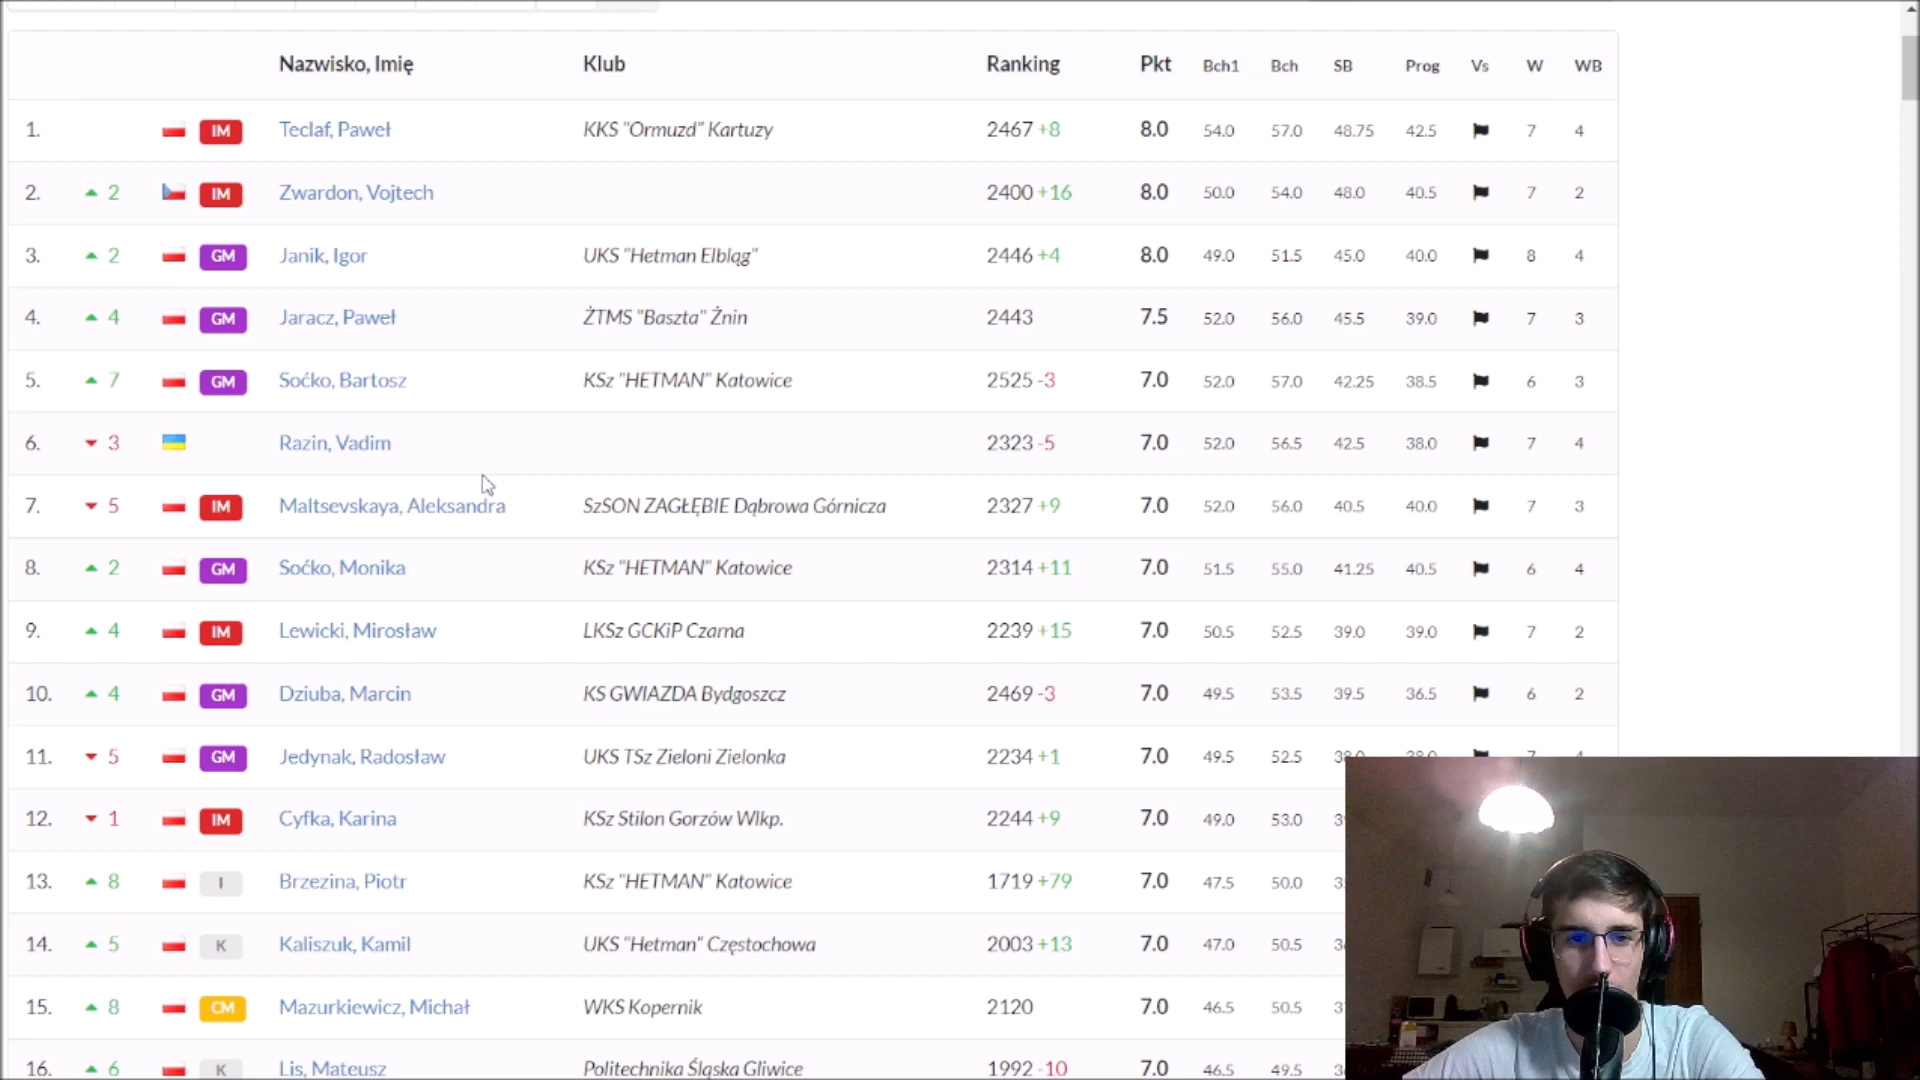 Nazwisko, Imię Klub Ranking Pkt Bch1 Bch SB Prog Vs W WB
1. IM Teclaf, Paweł KKS "Ormuzd" Kartuzy 2467 +8 8.0 54.0 57.0 48.75 42.5 7 4
2. 2 IM Zwardon, Vojtech 2400 +16 8.0 50.0 54.0 48.0 40.5 7 2
3. 2 GM Janik, Igor UKS "Hetman Elbląg" 2446 +4 8.0 49.0 51.5 45.0 40.0 8 4
4. 4 GM Jaracz, Paweł ŻTMS "Baszta" Żnin 2443 7.5 52.0 56.0 45.5 39.0 7 3
5. 7 GM Soćko, Bartosz KSz "HETMAN" Katowice 2525 -3 7.0 52.0 57.0 42.25 38.5 6 3
6. 3 Razin, Vadim 2323 -5 7.0 52.0 56.5 42.5 38.0 7 4
7. 5 IM Maltsevskaya, Aleksandra SzSON ZAGŁĘBIE Dąbrowa Górnicza 2327 +9 7.0 52.0 56.0 40.5 40.0 7 3
8. 2 GM Soćko, Monika KSz "HETMAN" Katowice 2314 +11 7.0 51.5 55.0 41.25 40.5 6 4
9. 4 IM Lewicki, Mirosław LKSz GCKiP Czarna 2239 +15 7.0 50.5 52.5 39.0 39.0 7 2
10. 4 GM Dziuba, Marcin KS GWIAZDA Bydgoszcz 2469 -3 7.0 49.5 53.5 39.5 36.5 6 2
11. 5 GM Jedynak, Radosław UKS TSz Zieloni Zielonka 2234 +1 7.0 49.5 52.5
12. 1 IM Cyfka, Karina KSz Stilon Gorzów Wlkp. 2244 +9 7.0 49.0 53.0
13. 8 I Brzezina, Piotr KSz "HETMAN" Katowice 1719 +79 7.0 47.5 50.0
14. 5 K Kaliszuk, Kamil UKS "Hetman" Częstochowa 2003 +13 7.0 47.0 50.5
15. 8 CM Mazurkiewicz, Michał WKS Kopernik 2120 7.0 46.5 50.5
16. 6 K Lis, Mateusz Politechnika Śląska Gliwice 1992 -10 7.0 46.5 49.5